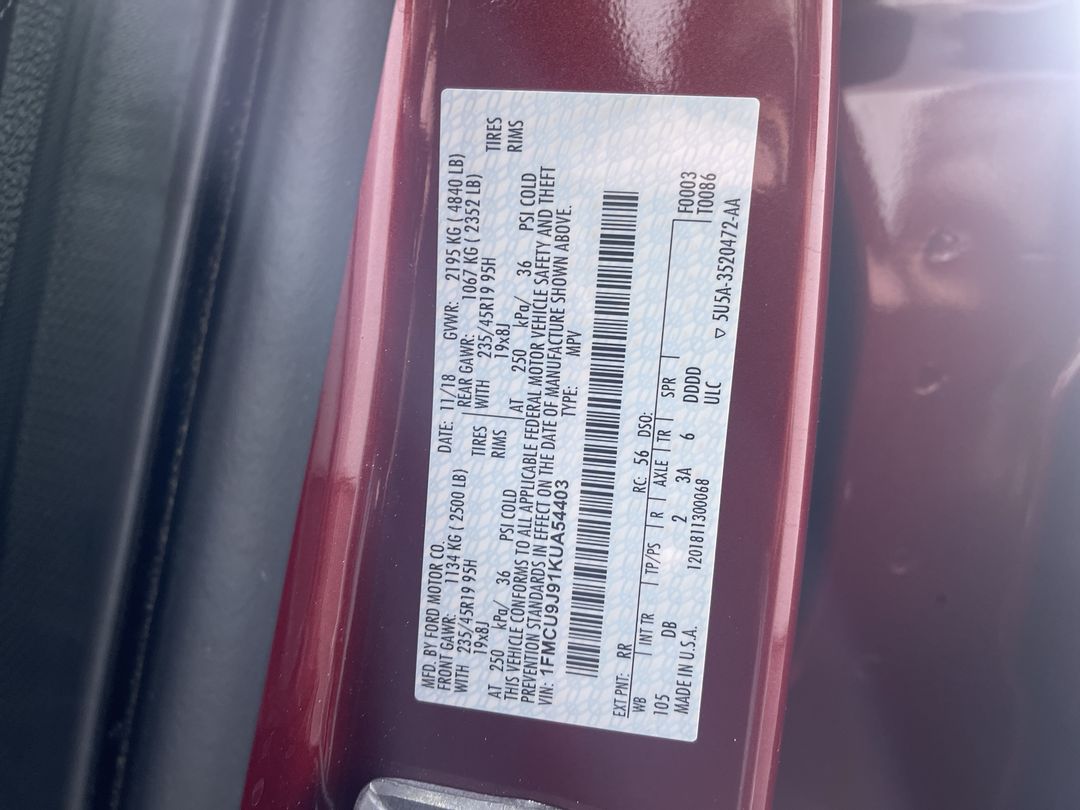 MFD. BY FORD MOTOR CO.
DATE: 11/18 GVWR: 2195 KG ( 4840 LB)
FRONT GAWR: 1134 KG ( 2500 LB) REAR GAWR: 1067 KG ( 2352 LB)
WITH 235/45R19 95H TIRES WITH 235/45R19 95H TIRES
19x8J RIMS 19x8J RIMS
AT 250 kPa/ 36 PSI COLD AT 250 kPa/ 36 PSI COLD
THIS VEHICLE CONFORMS TO ALL APPLICABLE FEDERAL MOTOR VEHICLE SAFETY AND THEFT
PREVENTION STANDARDS IN EFFECT ON THE DATE OF MANUFACTURE SHOWN ABOVE.
VIN: 1FMCU9J91KUA54403 TYPE: MPV
EXT PNT: RR RC: 56 DSO:
WB INT TR TP/PS R AXLE TR SPR F0003
105 DB 2 3A 6 DDDD T0086
MADE IN U.S.A. 1201811300068 ULC
▽ 5U5A-3520472-AA